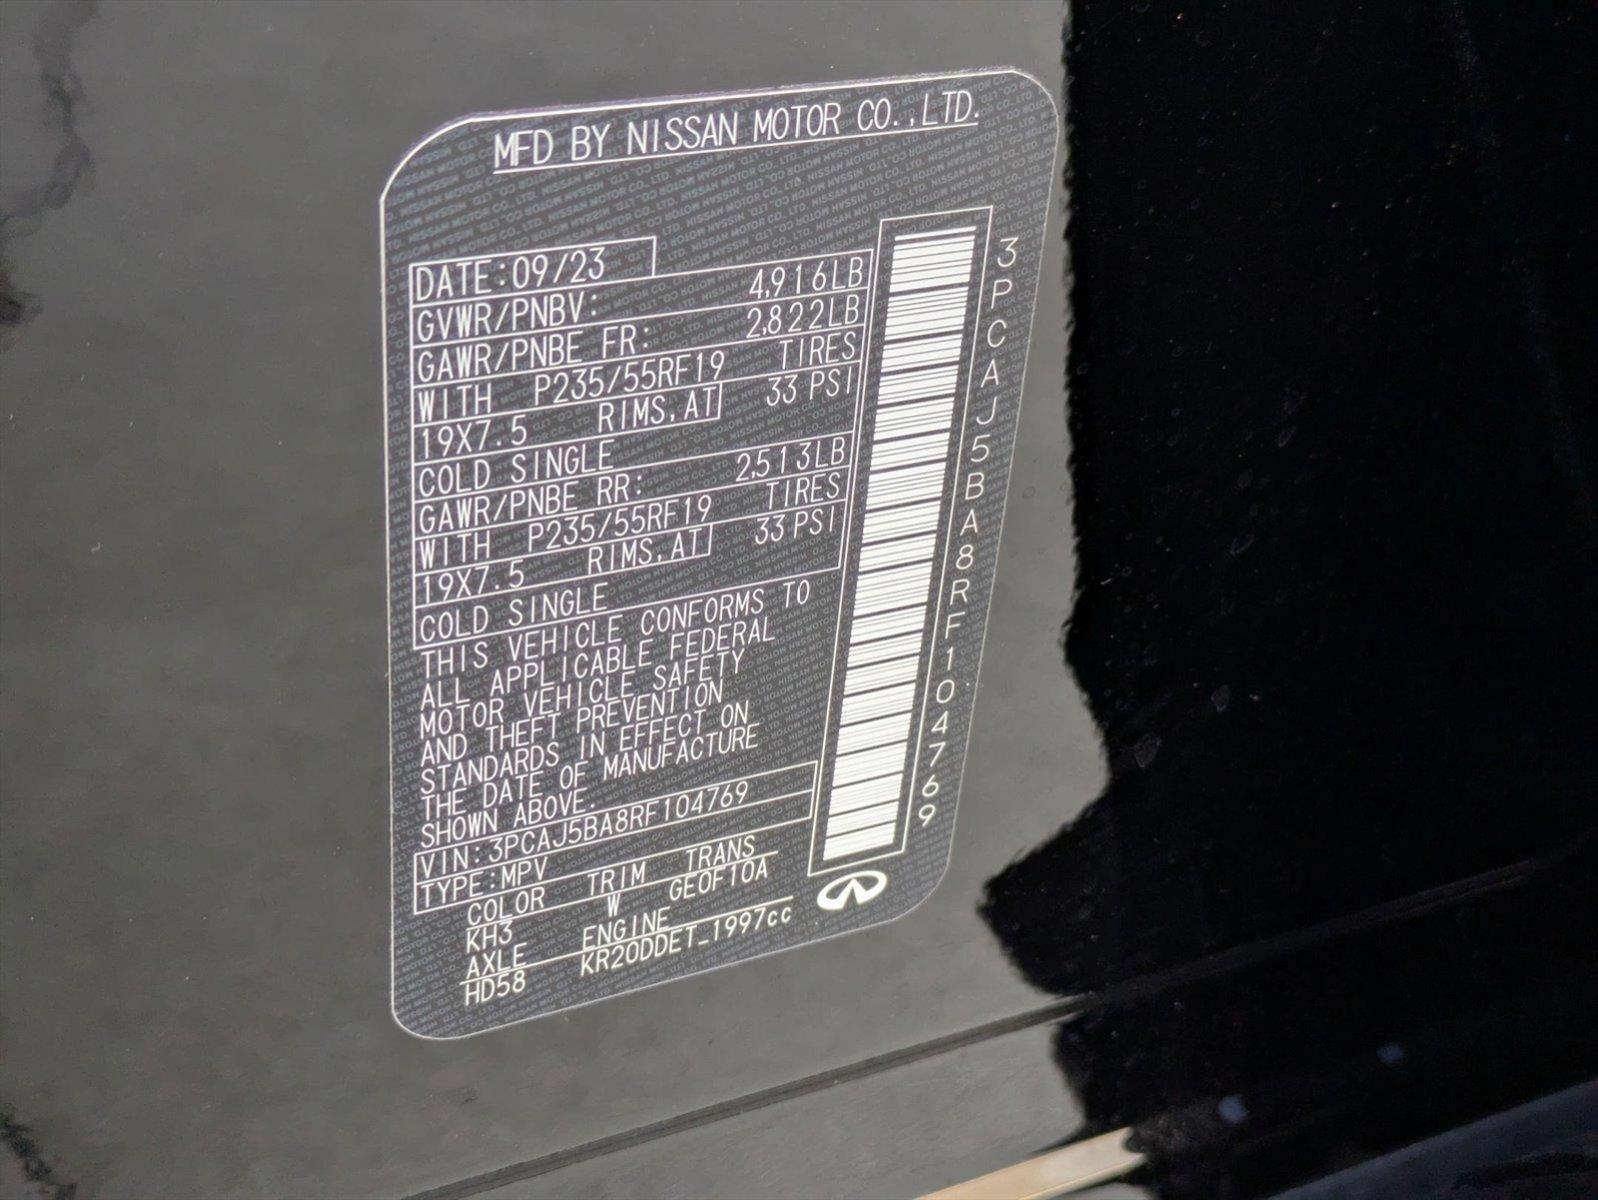 MFD BY NISSAN MOTOR CO.,LTD.
DATE:09/23
GVWR/PNBV: 4,916LB
GAWR/PNBE FR: 2,822LB
WITH P235/55RF19 TIRES
19X7.5 RIMS,AT 33 PSI
COLD SINGLE
GAWR/PNBE RR: 2,513LB
WITH P235/55RF19 TIRES
19X7.5 RIMS,AT 33 PSI
COLD SINGLE
THIS VEHICLE CONFORMS TO
ALL APPLICABLE FEDERAL
MOTOR VEHICLE SAFETY
AND THEFT PREVENTION
STANDARDS IN EFFECT ON
THE DATE OF MANUFACTURE
SHOWN ABOVE.
VIN:3PCAJ5BA8RF104769
TYPE:MPV
COLOR TRIM TRANS
KH3 W GE0F10A
AXLE ENGINE
HD58 KR20DDET_1997cc
3PCAJ5BA8RF104769